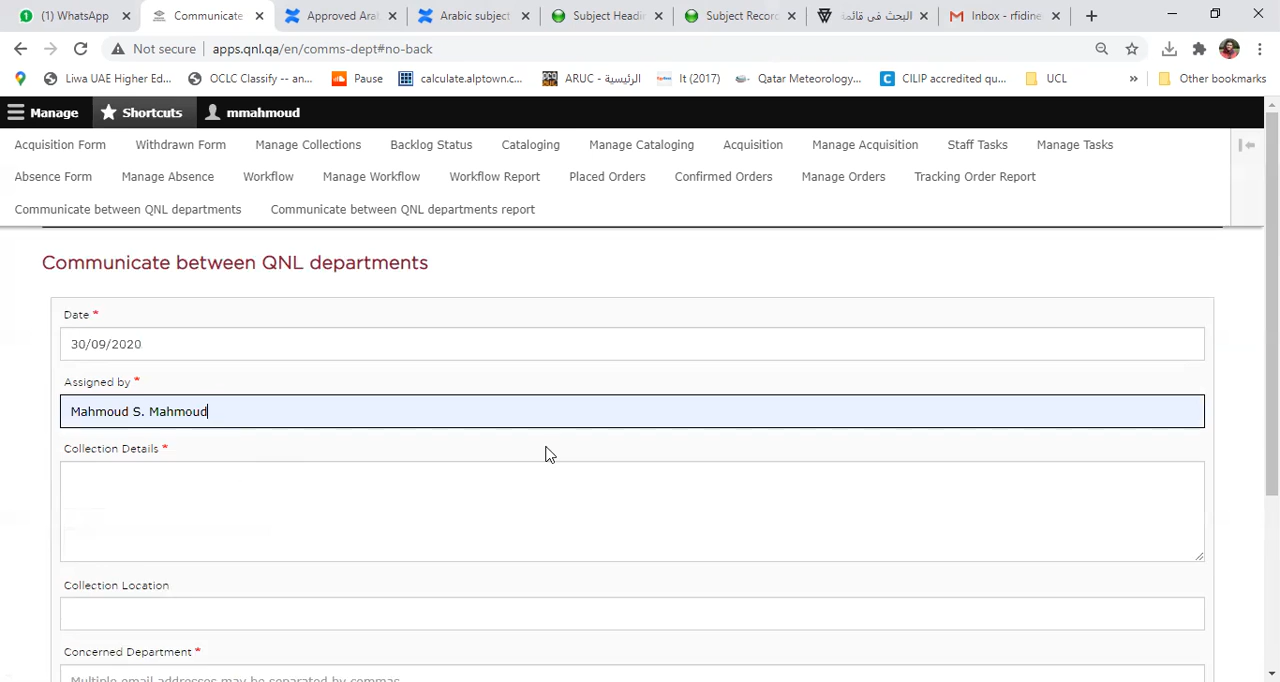 (1) WhatsApp
Communicate
Approved Ara
Arabic subject
Subject Headi
Subject Record
البحث في قائمة
Inbox - rfidine
Not secure
apps.qnl.qa/en/comms-dept#no-back
Liwa UAE Higher Ed...
OCLC Classify -- an...
Pause
calculate.alptown.c...
ARUC - الرئيسية
It (2017)
Qatar Meteorology...
CILIP accredited qu...
UCL
»
Other bookmarks
Manage
Shortcuts
mmahmoud
Acquisition Form
Withdrawn Form
Manage Collections
Backlog Status
Cataloging
Manage Cataloging
Acquisition
Manage Acquisition
Staff Tasks
Manage Tasks
Absence Form
Manage Absence
Workflow
Manage Workflow
Workflow Report
Placed Orders
Confirmed Orders
Manage Orders
Tracking Order Report
Communicate between QNL departments
Communicate between QNL departments report
Communicate between QNL departments
Date *
30/09/2020
Assigned by *
Mahmoud S. Mahmoud
Collection Details *
Collection Location
Concerned Department *
Multiple email addresses may be separated by commas